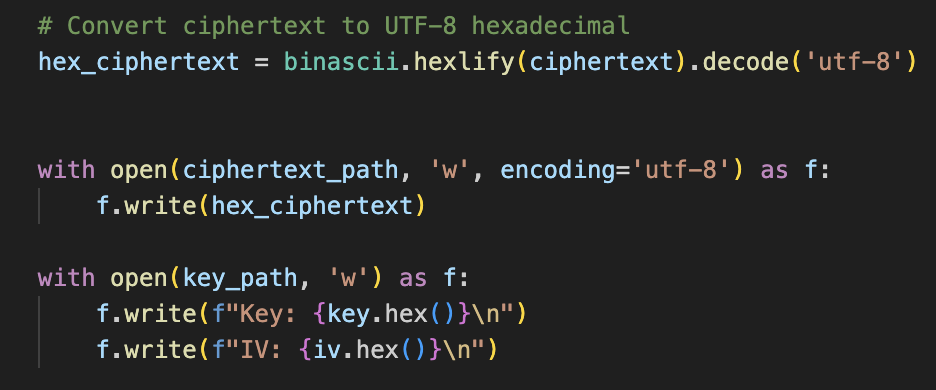 # Convert ciphertext to UTF-8 hexadecimal
hex_ciphertext = binascii.hexlify(ciphertext).decode('utf-8')
with open(ciphertext_path, 'w', encoding='utf-8') as f:
    f.write(hex_ciphertext)
with open(key_path, 'w') as f:
    f.write(f"Key: {key.hex()}\n")
    f.write(f"IV: {iv.hex()}\n")